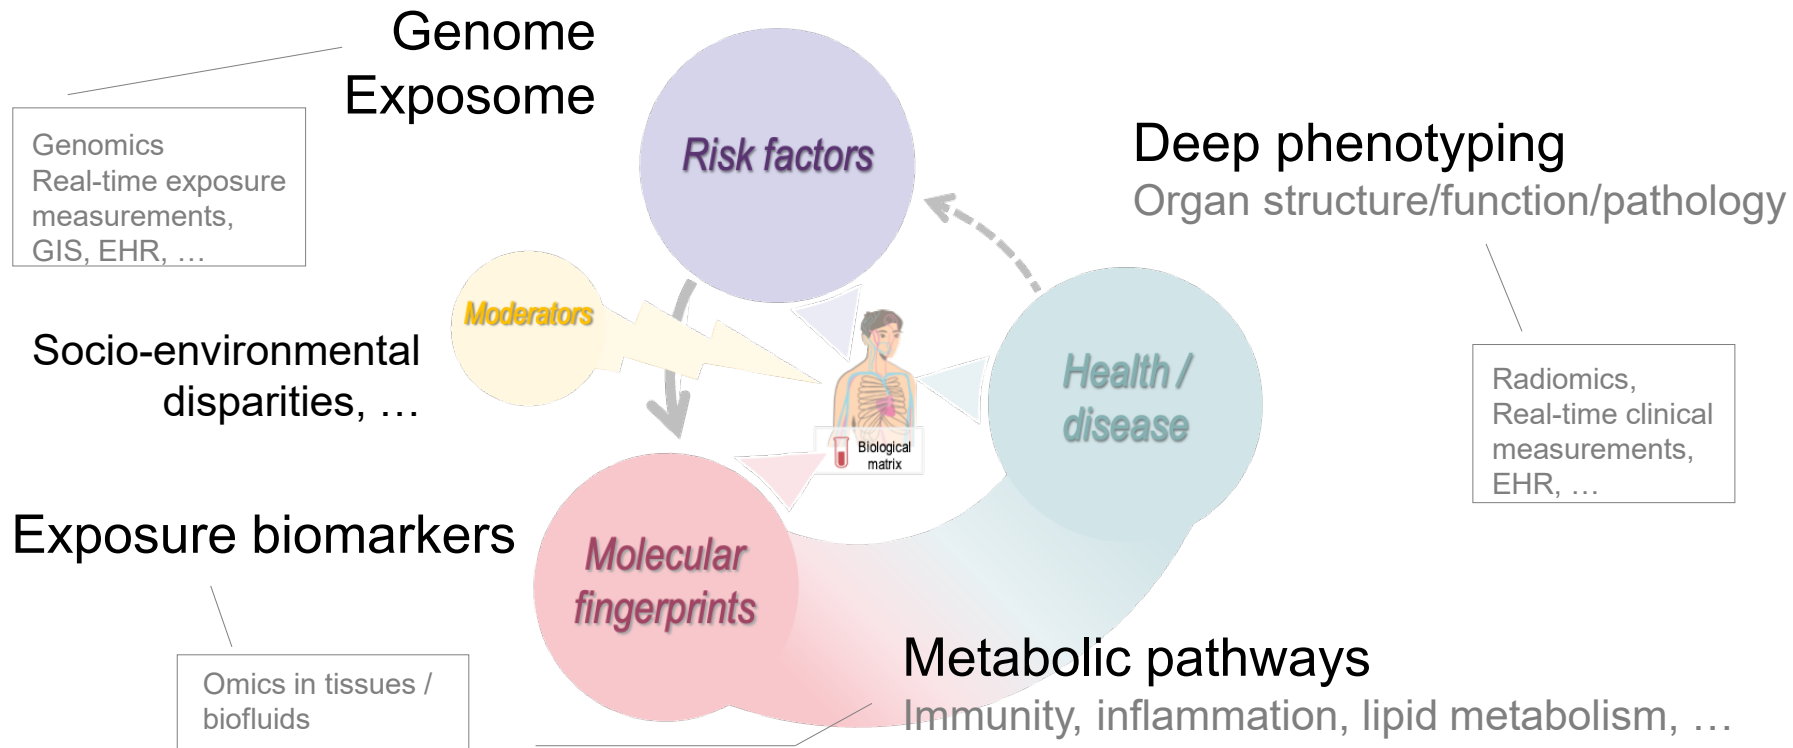 Genome
Exposome
Genomics
Real-time exposure
measurements,
GIS, EHR, …
Risk factors
Deep phenotyping
Organ structure/function/pathology
Moderators
Socio-environmental
disparities, …
Health /
disease
Radiomics,
Real-time clinical
measurements,
EHR, …
Biological
matrix
Exposure biomarkers
Molecular
fingerprints
Omics in tissues /
biofluids
Metabolic pathways
Immunity, inflammation, lipid metabolism, …